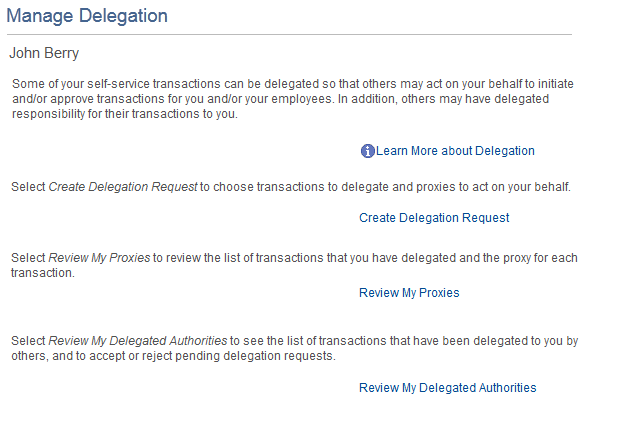 Manage Delegation
John Berry
Some of your self-service transactions can be delegated so that others may act on your behalf to initiate
and/or approve transactions for you and/or your employees. In addition, others may have delegated
responsibility for their transactions to you.
Learn More about Delegation
Select Create Delegation Request to choose transactions to delegate and proxies to act on your behalf.
Create Delegation Request
Select Review My Proxies to review the list of transactions that you have delegated and the proxy for each
transaction.
Review My Proxies
Select Review My Delegated Authorities to see the list of transactions that have been delegated to you by
others, and to accept or reject pending delegation requests.
Review My Delegated Authorities